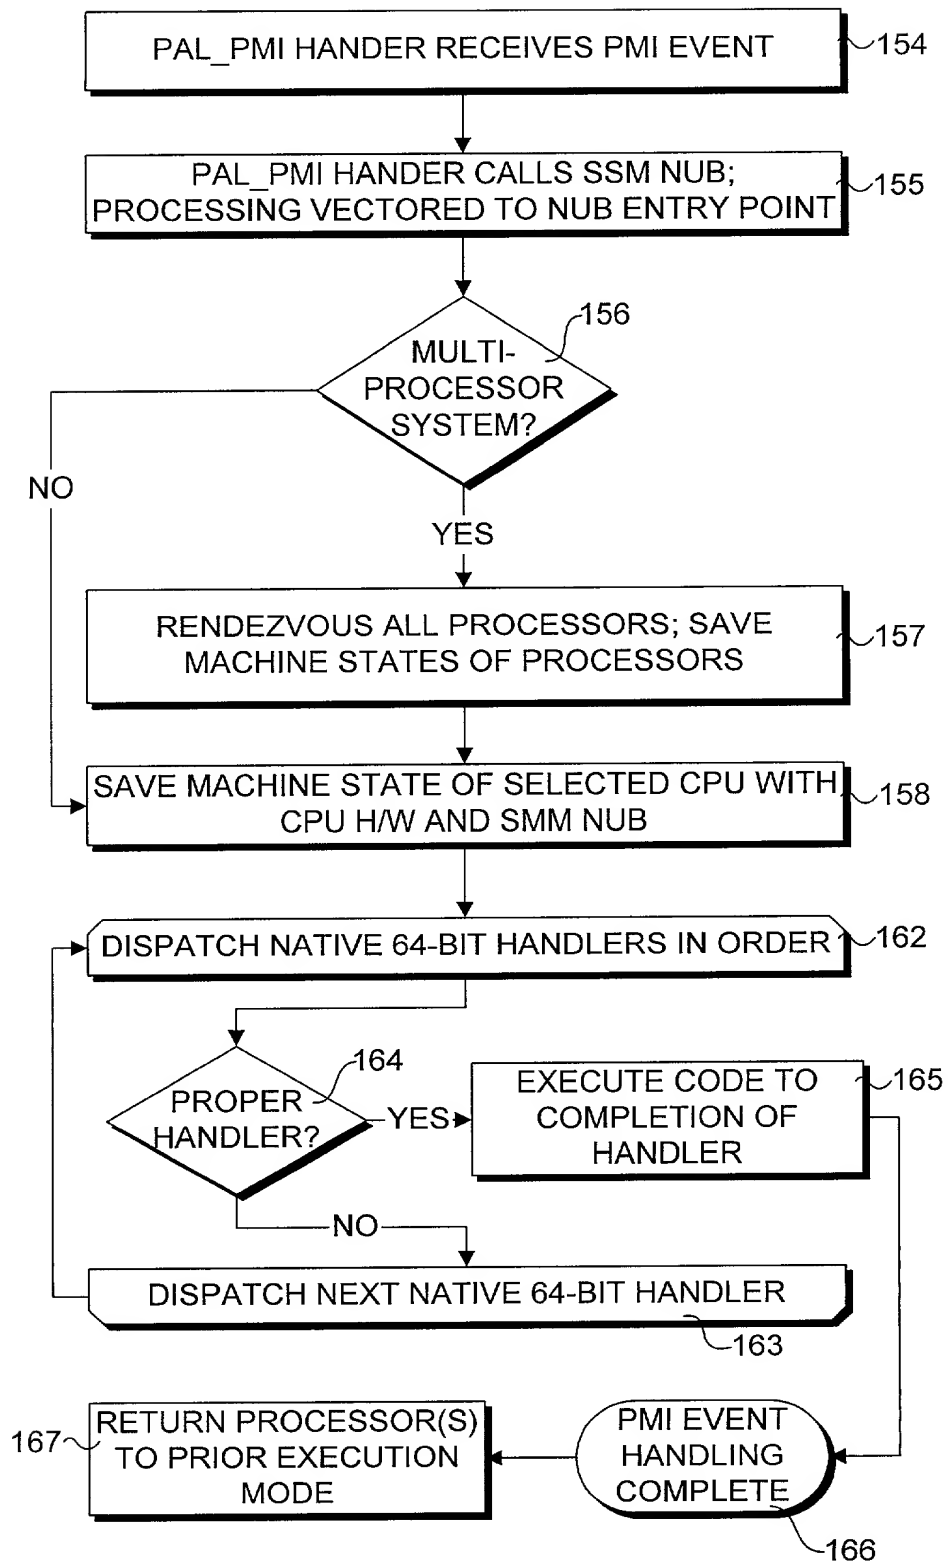 PAL_PMI HANDER RECEIVES PMI EVENT
154
PAL_PMI HANDER CALLS SSM NUB;
PROCESSING VECTORED TO NUB ENTRY POINT
155
156
MULTI-
PROCESSOR
SYSTEM?
NO
YES
RENDEZVOUS ALL PROCESSORS; SAVE
MACHINE STATES OF PROCESSORS
157
SAVE MACHINE STATE OF SELECTED CPU WITH
CPU H/W AND SMM NUB
158
DISPATCH NATIVE 64-BIT HANDLERS IN ORDER
162
164
PROPER
HANDLER?
YES
EXECUTE CODE TO
COMPLETION OF
HANDLER
165
NO
DISPATCH NEXT NATIVE 64-BIT HANDLER
163
167
RETURN PROCESSOR(S)
TO PRIOR EXECUTION
MODE
PMI EVENT
HANDLING
COMPLETE
166